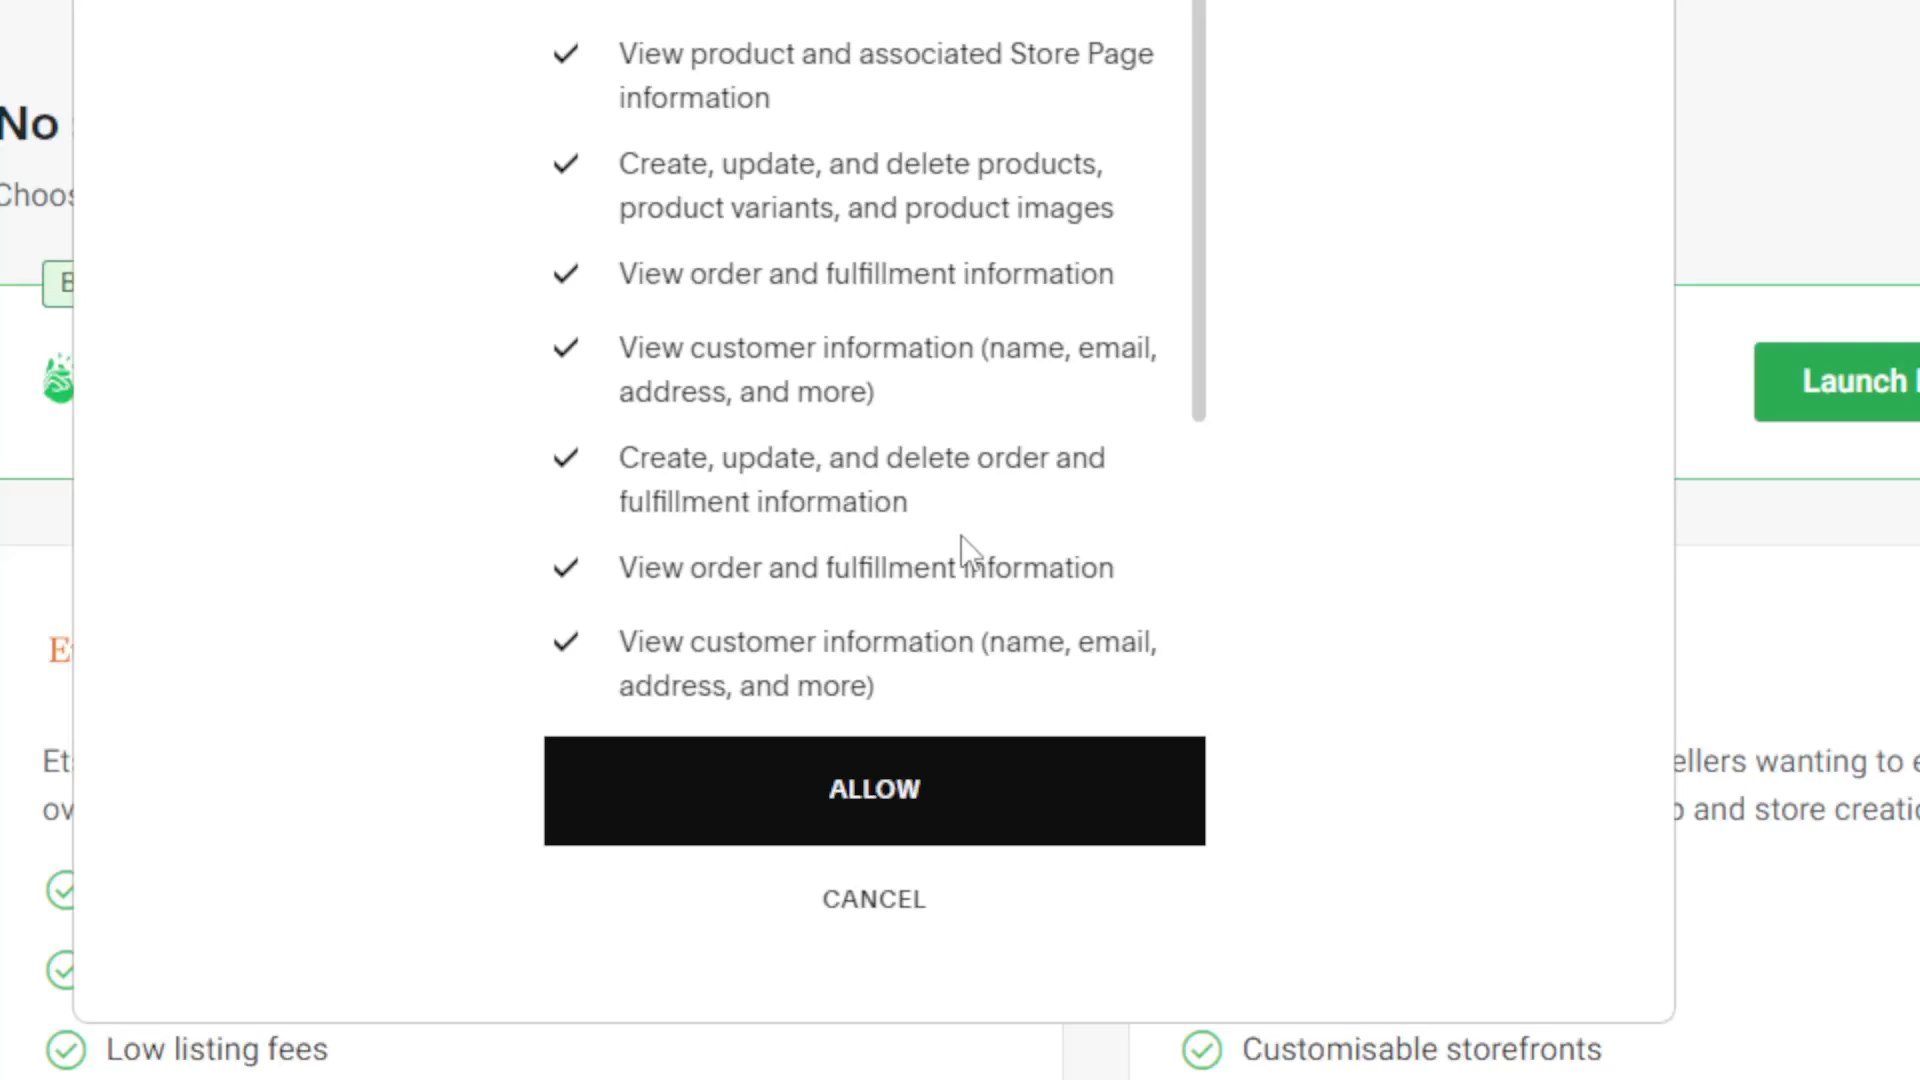 View product and associated Store Page
information
No
Create, update, and delete products,
product variants, and product images
View order and fulfillment information
View customer information (name, email,
address, and more)
Launch
Create, update, and delete order and
fulfillment information
View order and fulfillment information
View customer information (name, email,
address, and more)
wanting to
and store
ALLOW
CANCEL
Low listing fees
Customisable storefronts